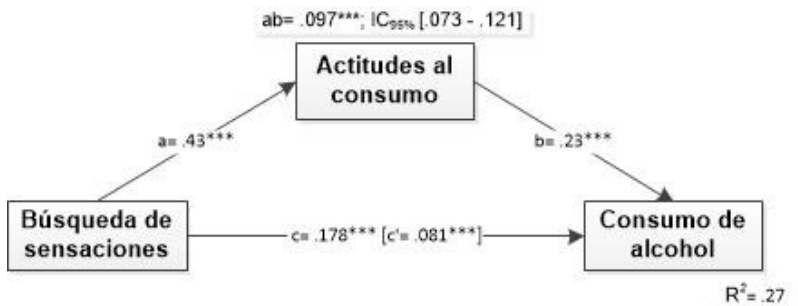 ab= .097***; IC95% [.073 - .121]
Actitudes al
consumo
a= .43***
b= .23***
Búsqueda de
sensaciones
c= .178*** [c'= .081***]
Consumo de
alcohol
R²= .27